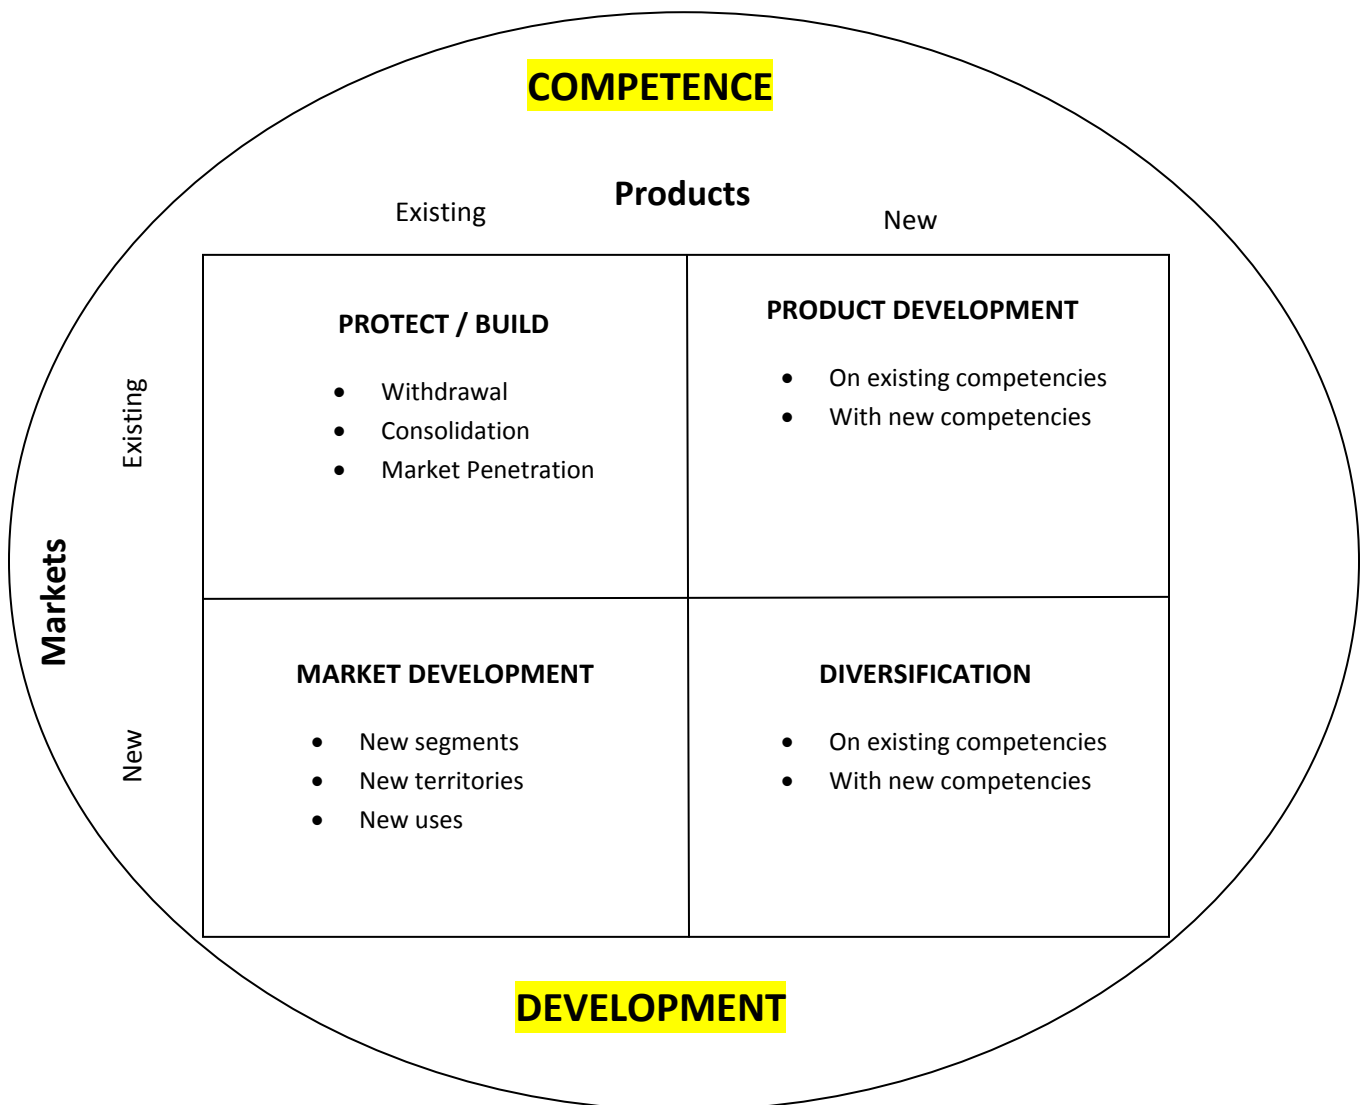 COMPETENCE
Products
Existing
New
PROTECT / BUILD
• Withdrawal
• Consolidation
• Market Penetration
PRODUCT DEVELOPMENT
• On existing competencies
• With new competencies
Existing
Markets
New
MARKET DEVELOPMENT
• New segments
• New territories
• New uses
DIVERSIFICATION
• On existing competencies
• With new competencies
DEVELOPMENT